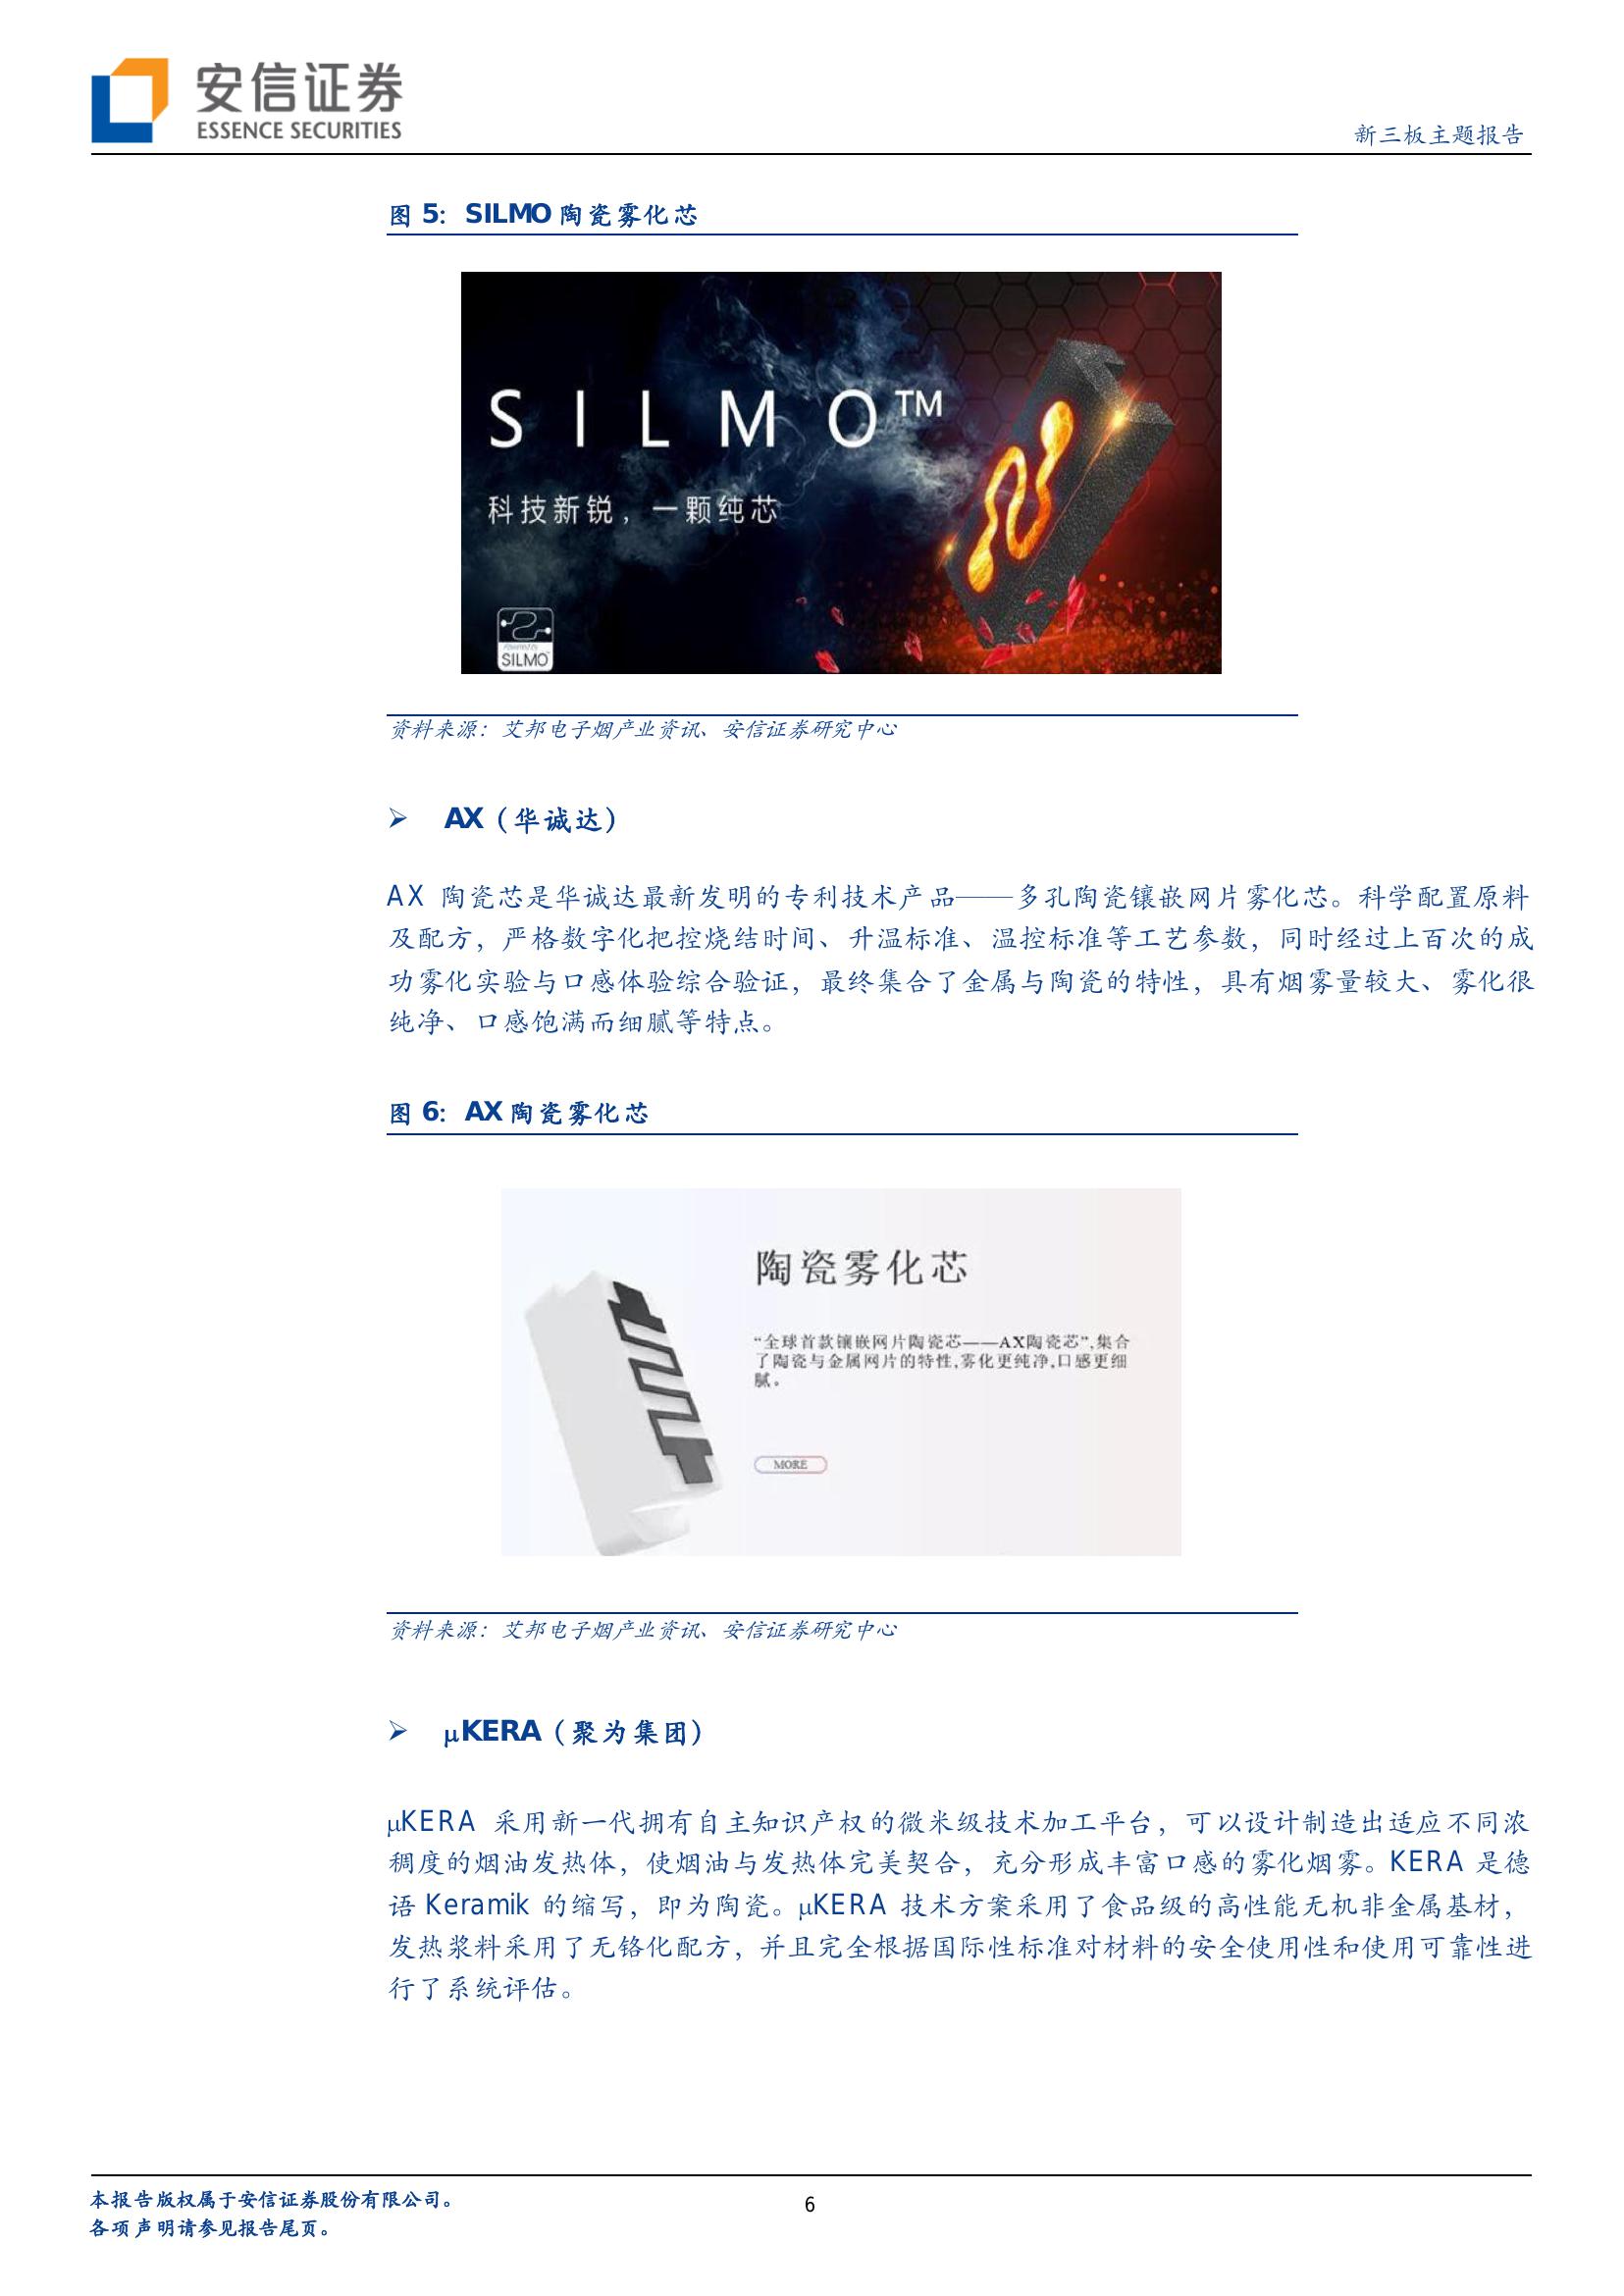 安信证券
ESSENCE SECURITIES
新三板主题报告
图 5：SILMO 陶瓷雾化芯
SILMO™
科技新锐，一颗纯芯
POWERED BY
SILMO
资料来源：艾邦电子烟产业资讯、安信证券研究中心
➢ AX（华诚达）
AX 陶瓷芯是华诚达最新发明的专利技术产品——多孔陶瓷镶嵌网片雾化芯。科学配置原料
及配方，严格数字化把控烧结时间、升温标准、温控标准等工艺参数，同时经过上百次的成
功雾化实验与口感体验综合验证，最终集合了金属与陶瓷的特性，具有烟雾量较大、雾化很
纯净、口感饱满而细腻等特点。
图 6：AX 陶瓷雾化芯
陶瓷雾化芯
“全球首款镶嵌网片陶瓷芯——AX陶瓷芯”,集合
了陶瓷与金属网片的特性,雾化更纯净,口感更细
腻。
MORE
资料来源：艾邦电子烟产业资讯、安信证券研究中心
➢ μKERA（聚为集团）
μKERA 采用新一代拥有自主知识产权的微米级技术加工平台，可以设计制造出适应不同浓
稠度的烟油发热体，使烟油与发热体完美契合，充分形成丰富口感的雾化烟雾。KERA 是德
语 Keramik 的缩写，即为陶瓷。μKERA 技术方案采用了食品级的高性能无机非金属基材，
发热浆料采用了无铬化配方，并且完全根据国际性标准对材料的安全使用性和使用可靠性进
行了系统评估。
本报告版权属于安信证券股份有限公司。
6
各项声明请参见报告尾页。